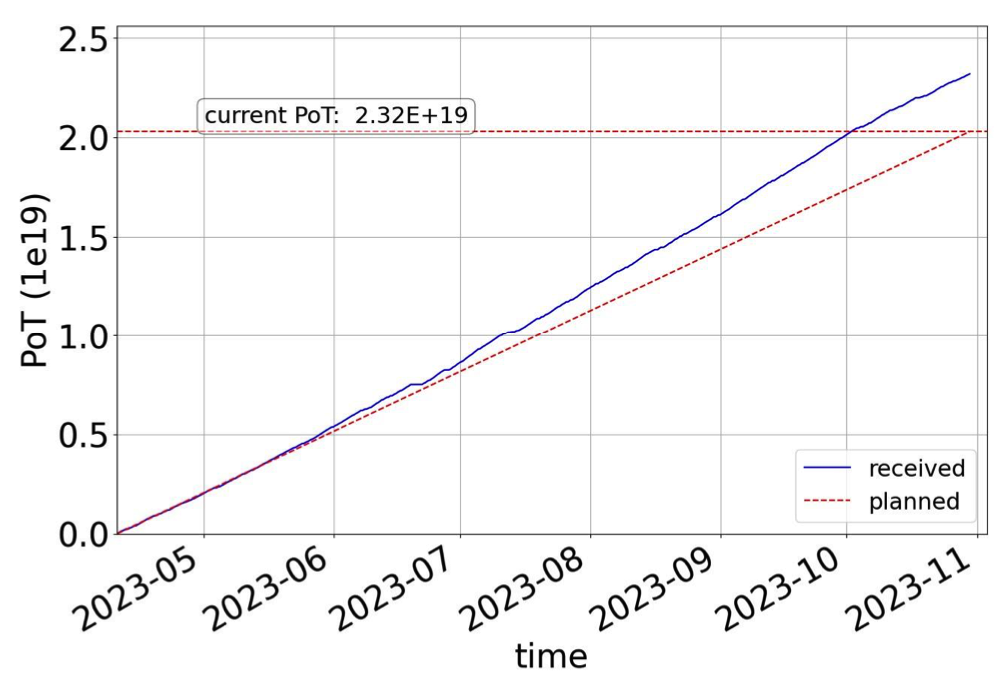 PoT (1e19)
2.5
2.0
1.5
1.0
0.5
0.0
current PoT:  2.32E+19
received
planned
2023-05
2023-06
2023-07
2023-08
2023-09
2023-10
2023-11
time